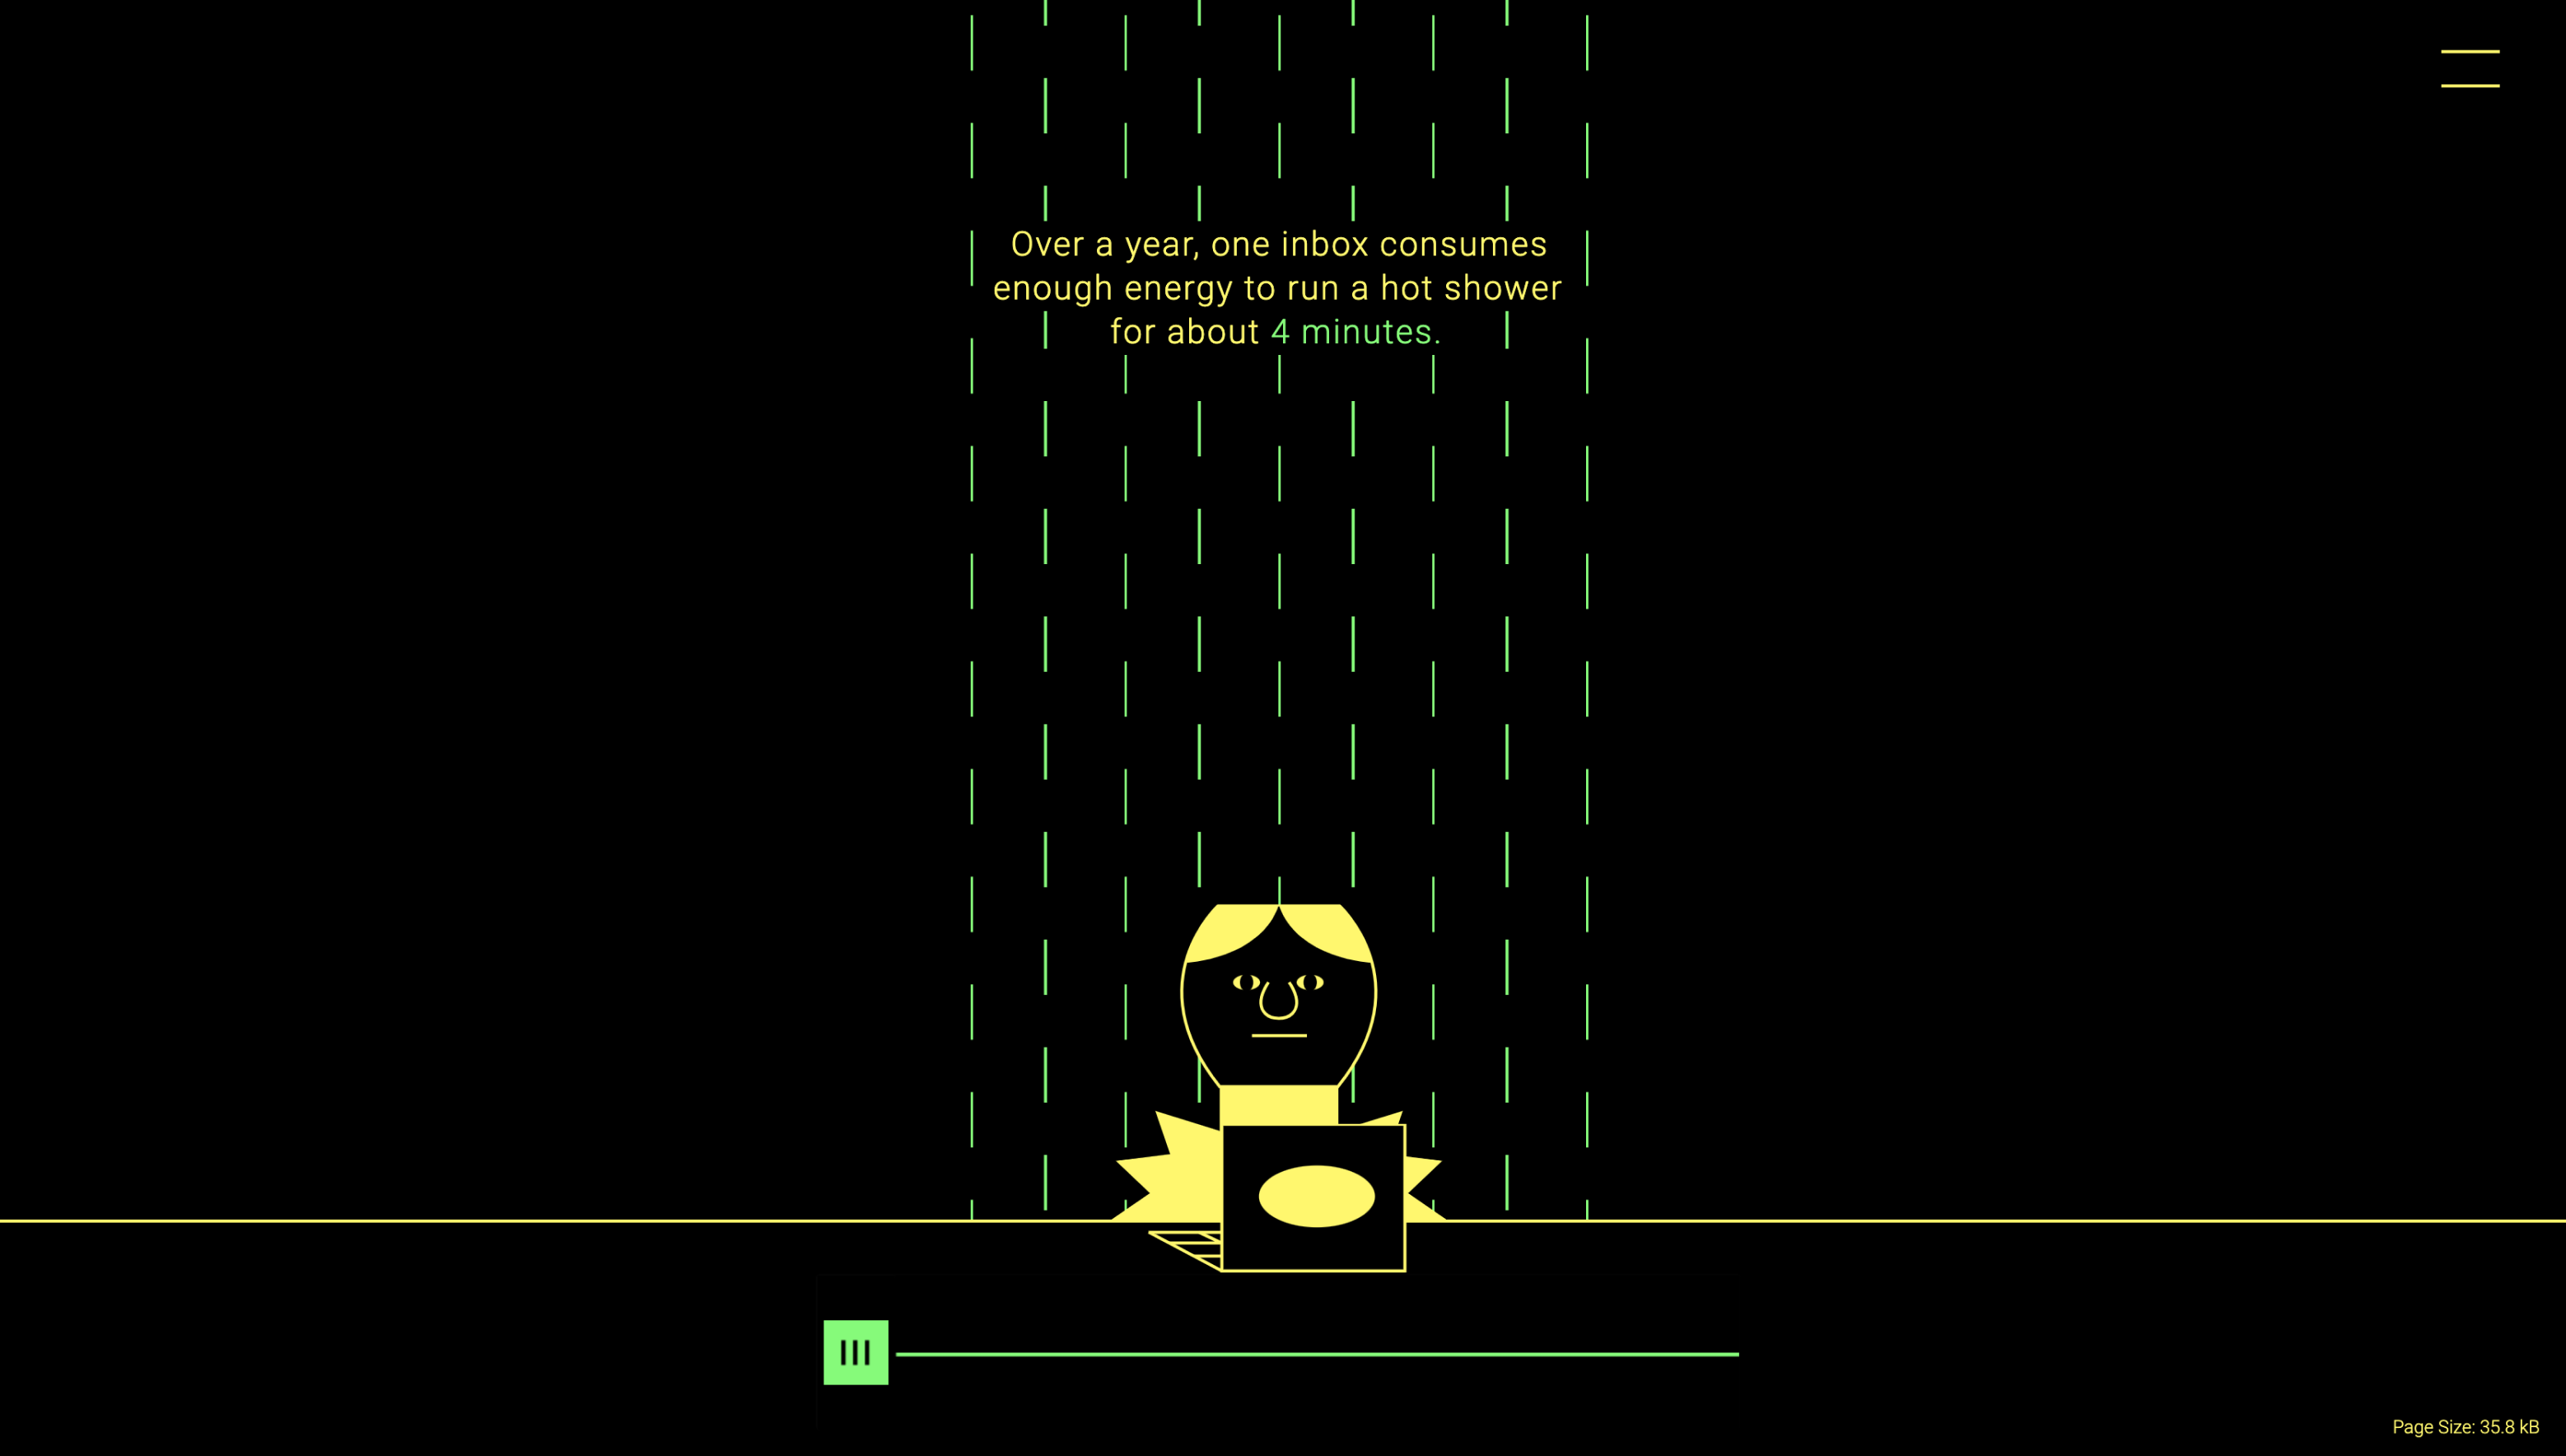 Over a year, one inbox consumes
enough energy to run a hot shower
for about 4 minutes.
Page Size: 35.8 kB